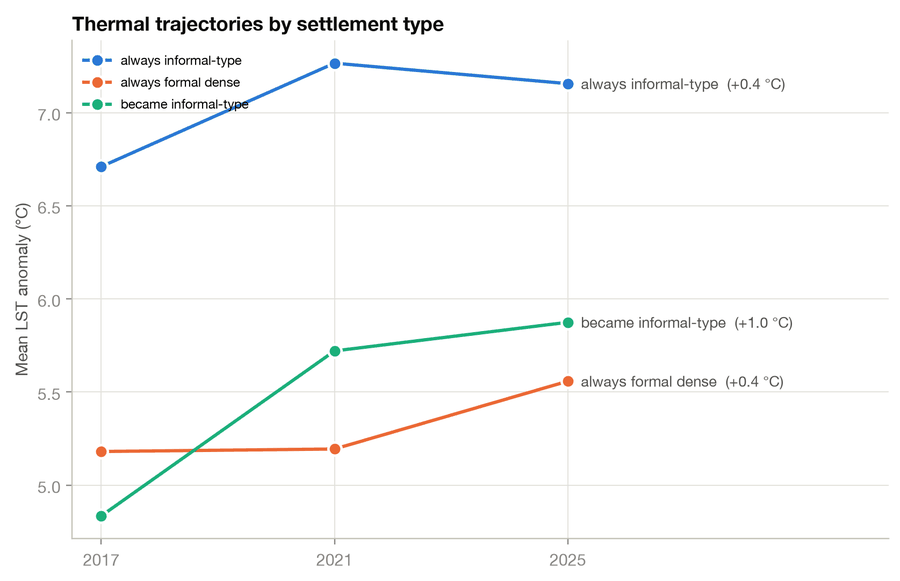 Thermal trajectories by settlement type
always informal-type
always formal dense
became informal-type
Mean LST anomaly (°C)
7.0
6.5
6.0
5.5
5.0
always informal-type (+0.4 °C)
became informal-type (+1.0 °C)
always formal dense (+0.4 °C)
2017
2021
2025